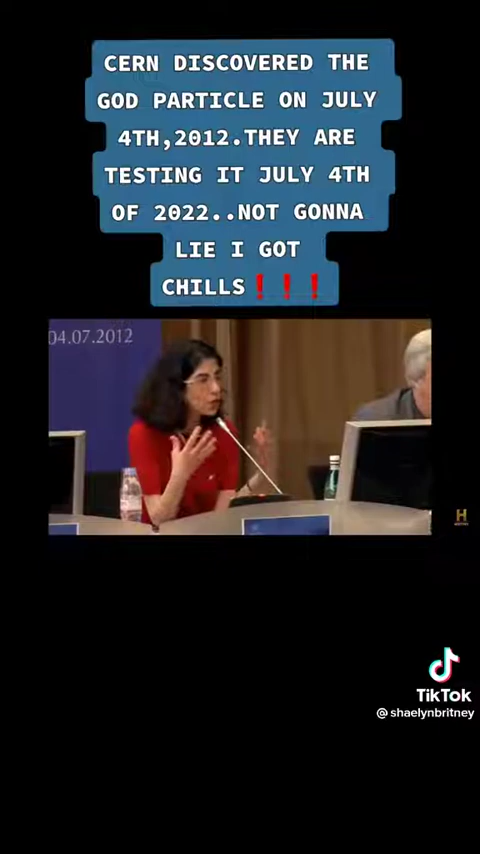 CERN DISCOVERED THE
GOD PARTICLE ON JULY
4TH,2012.THEY ARE
TESTING IT JULY 4TH
OF 2022..NOT GONNA
LIE I GOT
CHILLS❗❗❗
04.07.2012
H
TikTok
@shaelynbritney